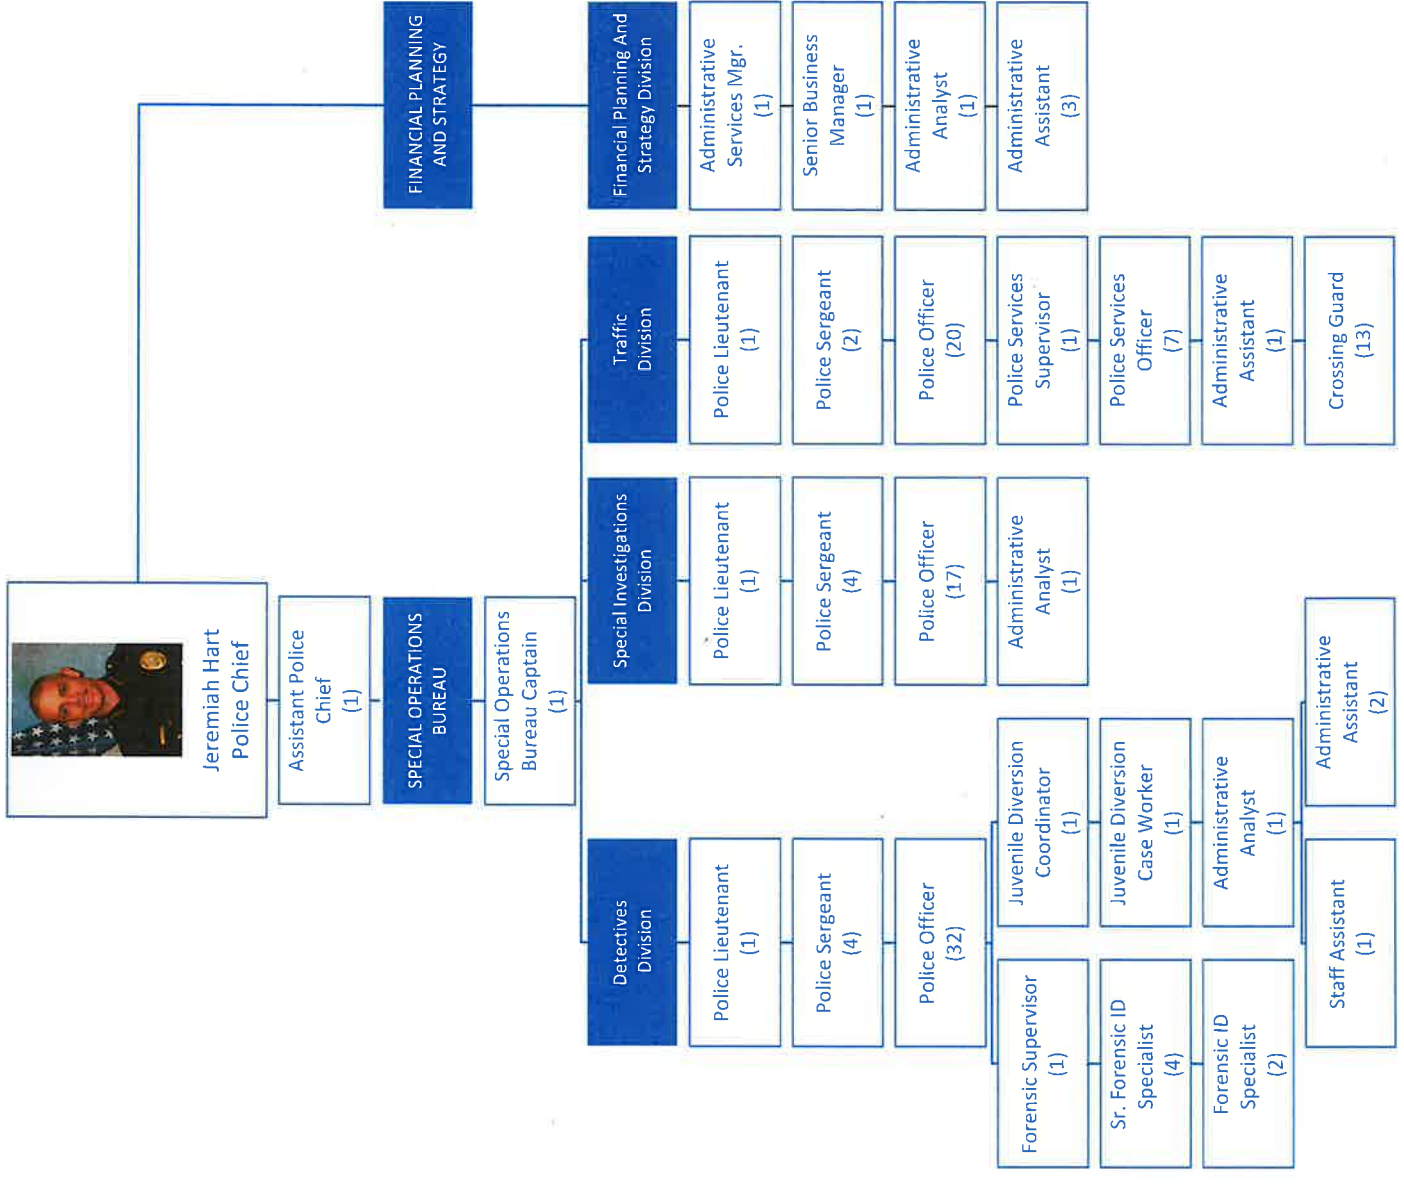 Jeremiah Hart
Police Chief
Assistant Police
Chief
(1)
SPECIAL OPERATIONS
BUREAU
Special Operations
Bureau Captain
(1)
FINANCIAL PLANNING
AND STRATEGY
Detectives
Division
Police Lieutenant
(1)
Police Sergeant
(4)
Police Officer
(32)
Forensic Supervisor
(1)
Sr. Forensic ID
Specialist
(4)
Forensic ID
Specialist
(2)
Juvenile Diversion
Coordinator
(1)
Juvenile Diversion
Case Worker
(1)
Administrative
Analyst
(1)
Staff Assistant
(1)
Administrative
Assistant
(2)
Special Investigations
Division
Police Lieutenant
(1)
Police Sergeant
(4)
Police Officer
(17)
Administrative
Analyst
(1)
Traffic
Division
Police Lieutenant
(1)
Police Sergeant
(2)
Police Officer
(20)
Police Services
Supervisor
(1)
Police Services
Officer
(7)
Administrative
Assistant
(1)
Crossing Guard
(13)
Financial Planning And
Strategy Division
Administrative
Services Mgr.
(1)
Senior Business
Manager
(1)
Administrative
Analyst
(1)
Administrative
Assistant
(3)